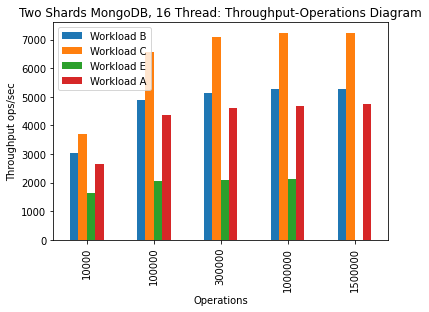 Two Shards MongoDB, 16 Thread: Throughput-Operations Diagram
Workload B
Workload C
Workload E
Workload A
Throughput ops/sec
7000
6000
5000
4000
3000
2000
1000
0
10000
100000
300000
1000000
1500000
Operations